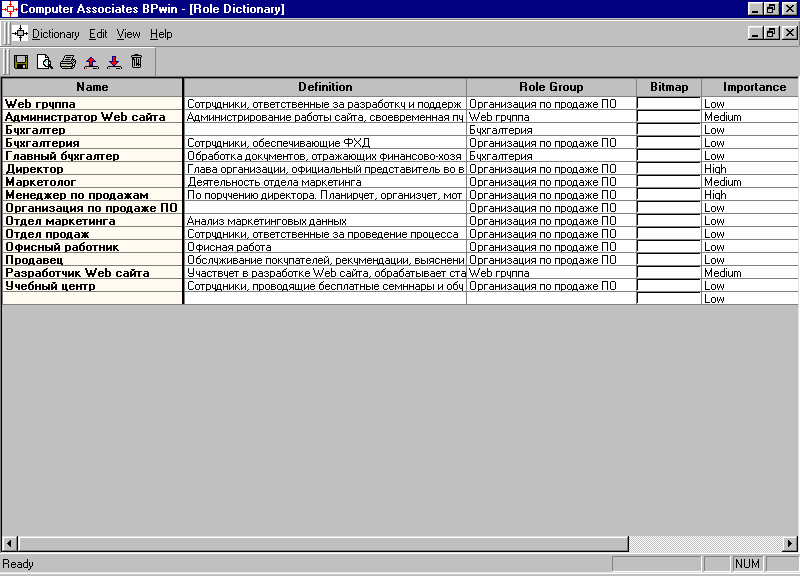 Computer Associates BPwin - [Role Dictionary]
Dictionary Edit View Help
Name Definition Role Group Bitmap Importance
Web группа Сотрудники, ответственные за разработку и поддерж Организация по продаже ПО Low
Администратор Web сайта Администрирование работы сайта, своевременная пу Web группа Medium
Бухгалтер Бухгалтерия Low
Бухгалтерия Сотрудники, обеспечивающие ФХД Организация по продаже ПО Low
Главный бухгалтер Обработка документов, отражающих финансово-хозя Бухгалтерия Low
Директор Глава организации, официальный представитель во в Организация по продаже ПО High
Маркетолог Деятельность отдела маркетинга Организация по продаже ПО Medium
Менеджер по продажам По поручению директора. Планирует, организует, мот Организация по продаже ПО High
Организация по продаже ПО Организация по продаже ПО Low
Отдел маркетинга Анализ маркетинговых данных Организация по продаже ПО Low
Отдел продаж Сотрудники, ответственные за проведение процесса Организация по продаже ПО Low
Офисный работник Офисная работа Организация по продаже ПО Low
Продавец Обслуживание покупателей, рекумендации, выяснени Организация по продаже ПО Low
Разработчик Web сайта Участвует в разработке Web сайта, обрабатывает ста Web группа Medium
Учебный центр Сотрудники, проводящие бесплатные семннары и обу Организация по продаже ПО Low
Low
Ready NUM